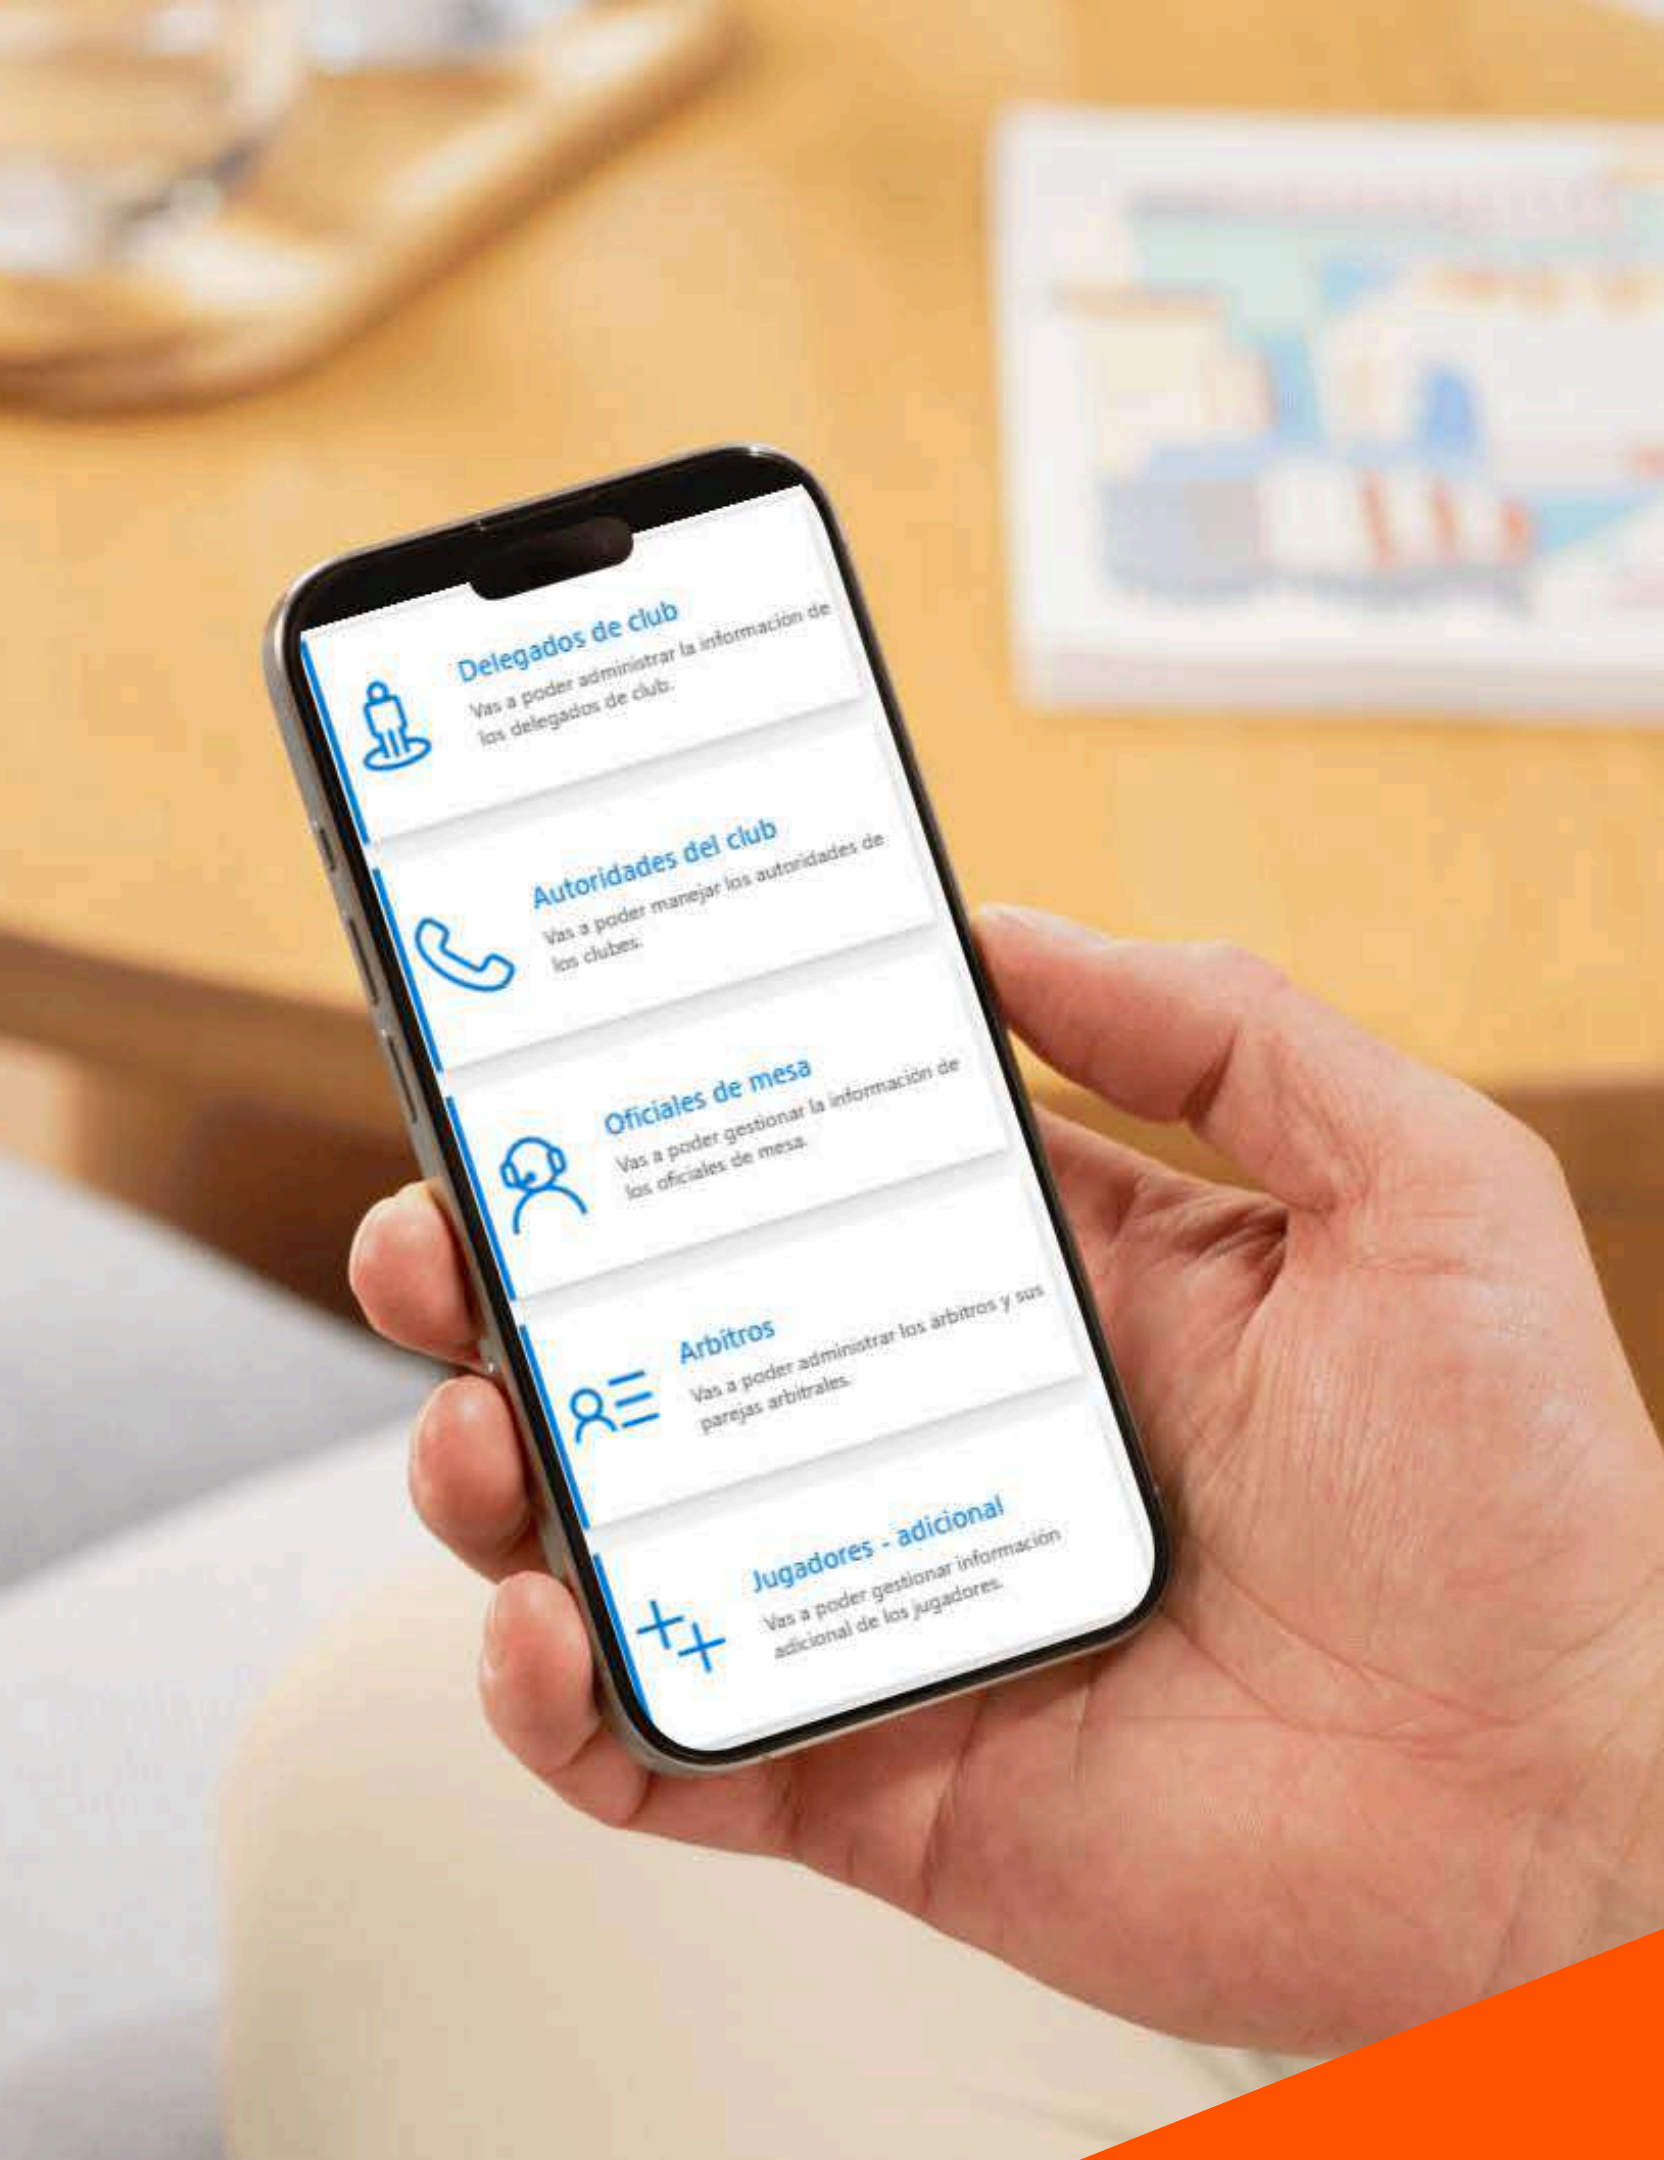 Delegados de club
Vas a poder administrar la información de
los delegados de club.
Autoridades del club
Vas a poder manejar los autoridades de
los clubes.
Oficiales de mesa
Vas a poder gestionar la información de
los oficiales de mesa.
Arbitros
Vas a poder administrar los arbitros y sus
parejas arbitrales.
Jugadores - adicional
Vas a poder gestionar información
adicional de los jugadores.